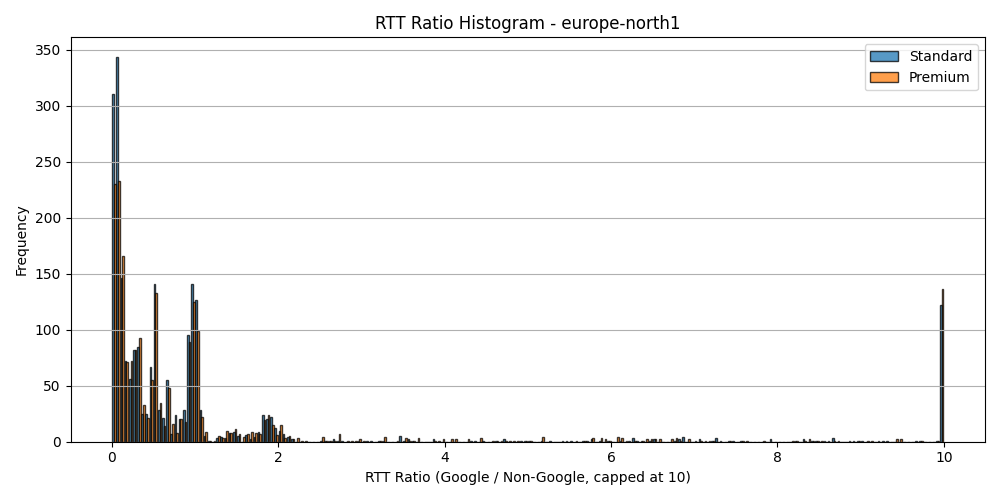 RTT Ratio Histogram - europe-north1
Standard
Premium
Frequency
350
300
250
200
150
100
50
0
0 2 4 6 8 10
RTT Ratio (Google / Non-Google, capped at 10)